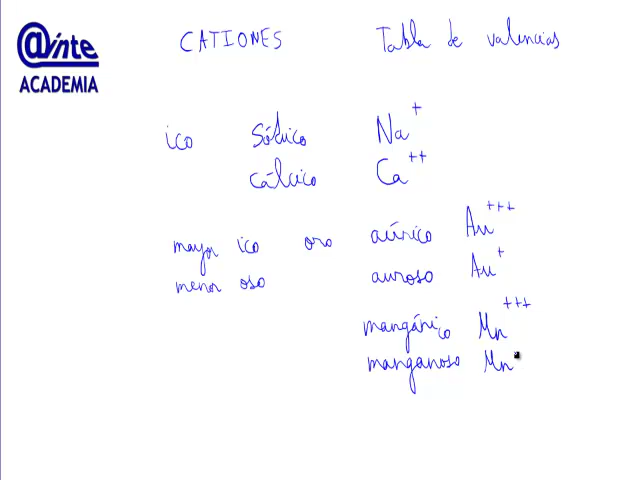 @inte
ACADEMIA
CATIONES Tabla de valencias
ico Sódico Na+
cálcico Ca++
mayor ico oro aúrico Au+++
menor oso auroso Au+
mangánico Mn+++
manganoso Mn